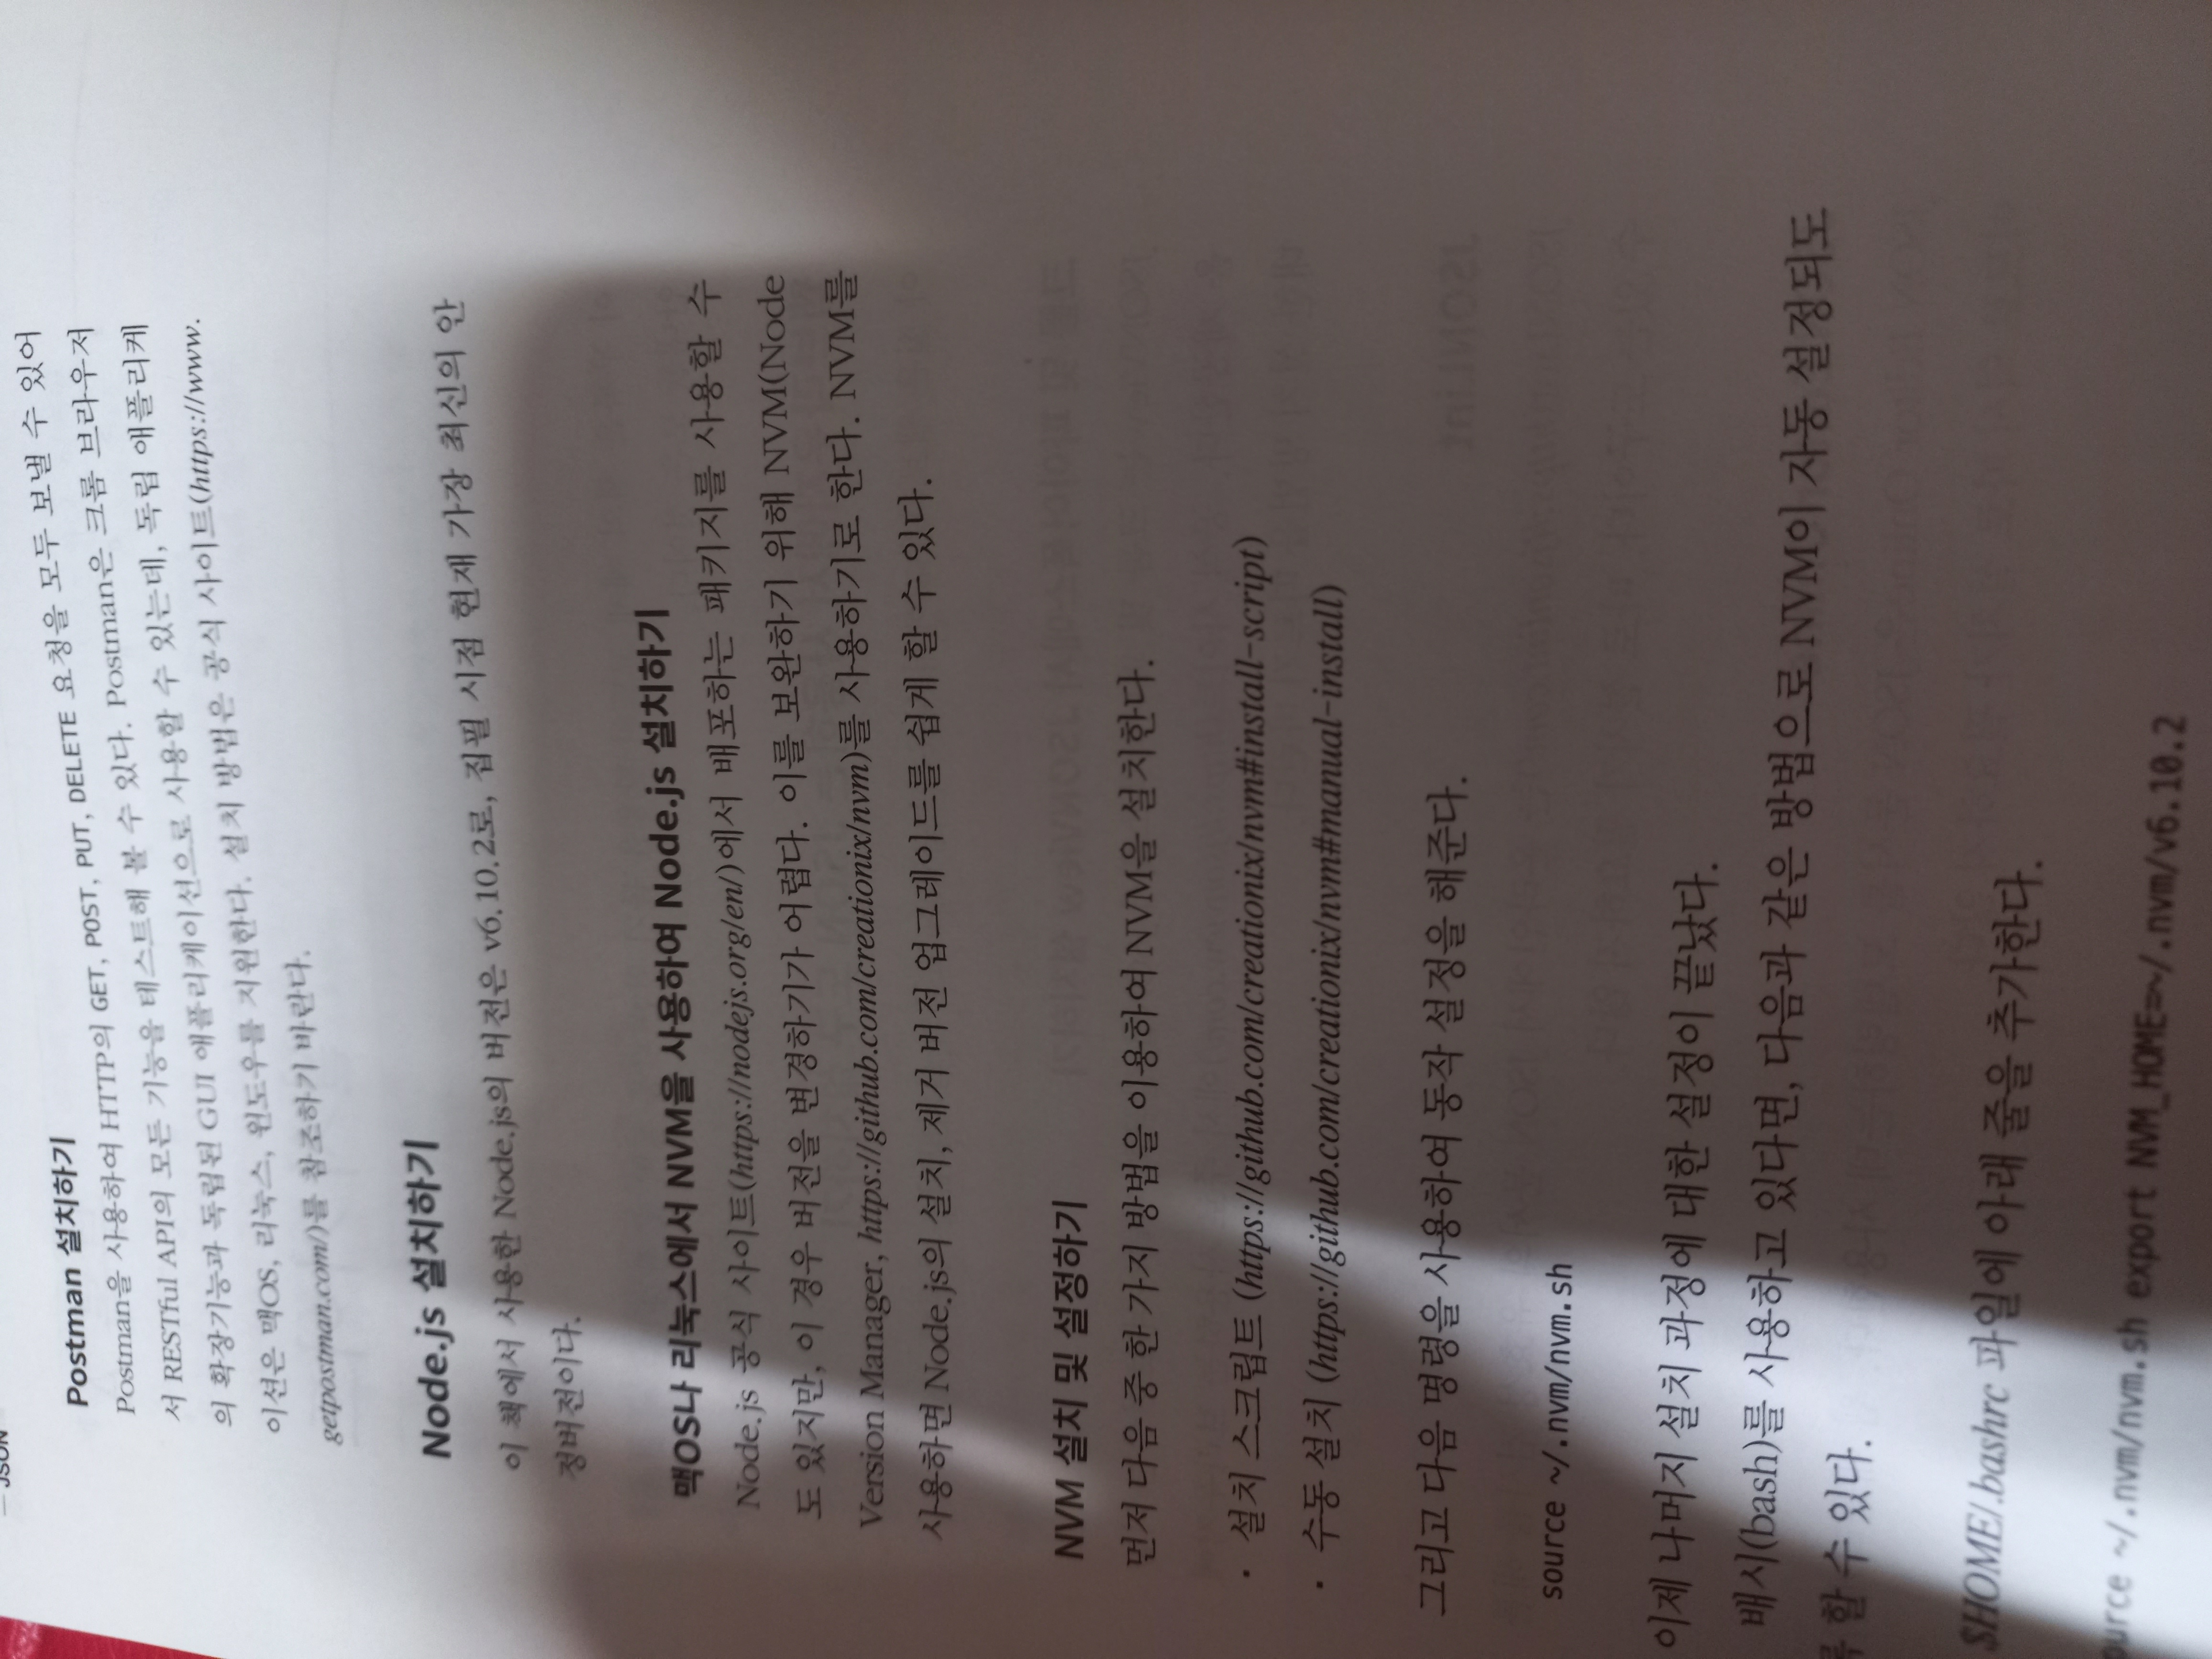 — JSON
Postman 설치하기
Postman을 사용하여 HTTP의 GET, POST, PUT, DELETE 요청을 모두 보낼 수 있어
서 RESTful API의 모든 기능을 테스트해 볼 수 있다. Postman은 크롬 브라우저
의 확장기능과 독립된 GUI 애플리케이션으로 사용할 수 있는데, 독립 애플리케
이션은 맥OS, 리눅스, 윈도우를 지원한다. 설치 방법은 공식 사이트(https://www.
getpostman.com/)를 참조하기 바란다.
Node.js 설치하기
이 책에서 사용한 Node.js의 버전은 v6.10.2로, 집필 시점 현재 가장 최신의 안
정버전이다.
맥OS나 리눅스에서 NVM을 사용하여 Node.js 설치하기
Node.js 공식 사이트(https://nodejs.org/en/)에서 배포하는 패키지를 사용할 수
도 있지만, 이 경우 버전을 변경하기가 어렵다. 이를 보완하기 위해 NVM(Node
Version Manager, https://github.com/creationix/nvm)를 사용하기로 한다. NVM를
사용하면 Node.js의 설치, 제거 버전 업그레이드를 쉽게 할 수 있다.
NVM 설치 및 설정하기
먼저 다음 중 한 가지 방법을 이용하여 NVM을 설치한다.
· 설치 스크립트 (https://github.com/creationix/nvm#install-script)
· 수동 설치 (https://github.com/creationix/nvm#manual-install)
그리고 다음 명령을 사용하여 동작 설정을 해준다.
source ~/.nvm/nvm.sh
이제 나머지 설치 과정에 대한 설정이 끝났다.
배시(bash)를 사용하고 있다면, 다음과 같은 방법으로 NVM이 자동 설정되도
할 수 있다.
$HOME/.bashrc 파일에 아래 줄을 추가한다.
ource ~/.nvm/nvm.sh export NVM_HOME=~/.nvm/v6.10.2